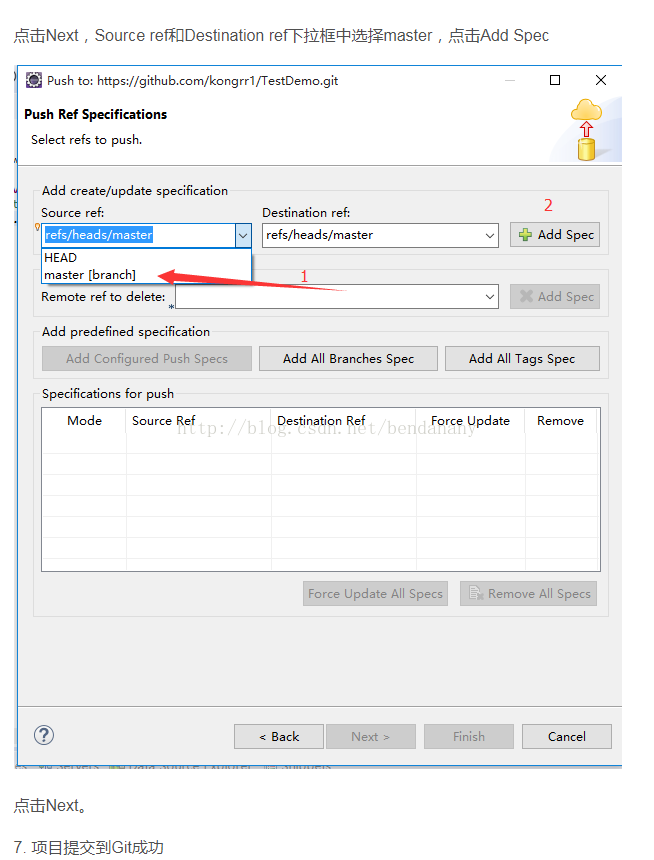 点击Next，Source ref和Destination ref下拉框中选择master，点击Add Spec
Push to: https://github.com/kongrr1/TestDemo.git
Push Ref Specifications
Select refs to push.
Add create/update specification
Source ref:
Destination ref:
2
refs/heads/master
refs/heads/master
Add Spec
HEAD
master [branch]
1
Remote ref to delete:
*
Add Spec
Add predefined specification
Add Configured Push Specs
Add All Branches Spec
Add All Tags Spec
Specifications for push
Mode
Source Ref
Destination Ref
Force Update
Remove
http://blog.csdn.net/bendanany
Force Update All Specs
Remove All Specs
?
< Back
Next >
Finish
Cancel
点击Next。
7. 项目提交到Git成功